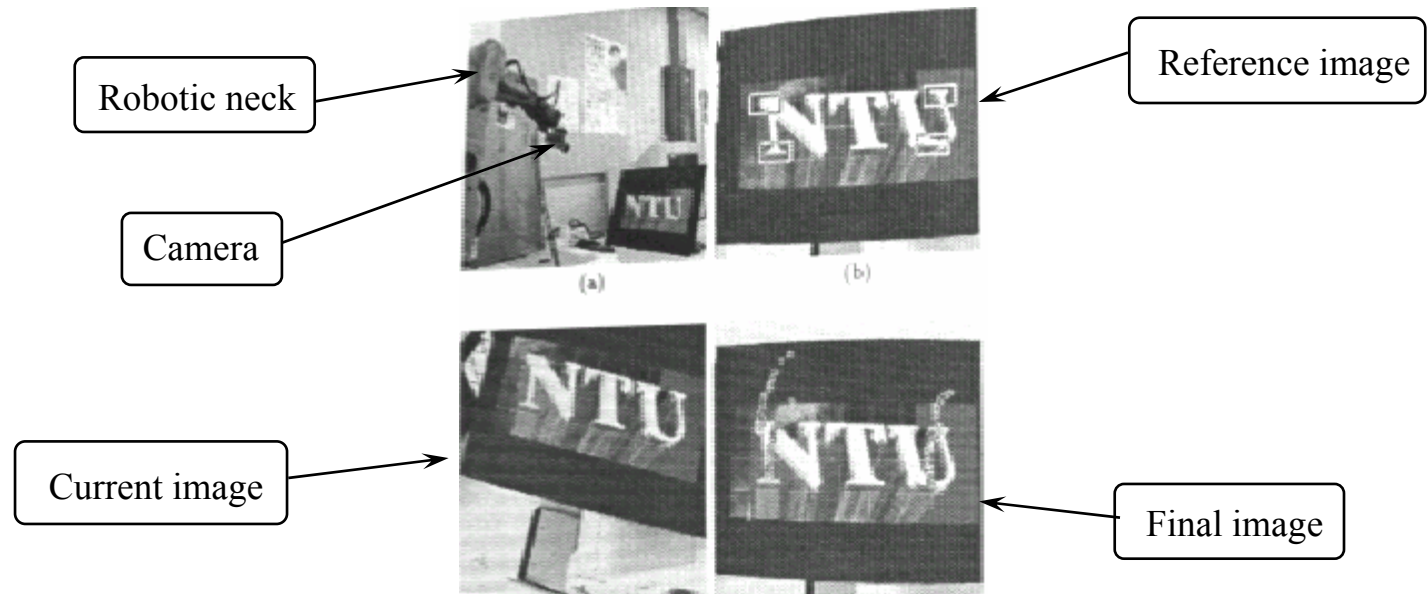 Robotic neck
Camera
NTU
(a)
NTU
(b)
Reference image
Current image
NTU
NTU
Final image